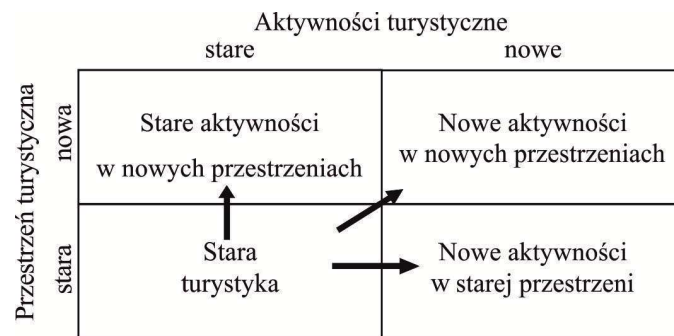 Aktywności turystyczne
stare
nowe
Przestrzeń turystyczna
nowa
stara
Stare aktywności
w nowych przestrzeniach
Nowe aktywności
w nowych przestrzeniach
Stara
turystyka
Nowe aktywności
w starej przestrzeni